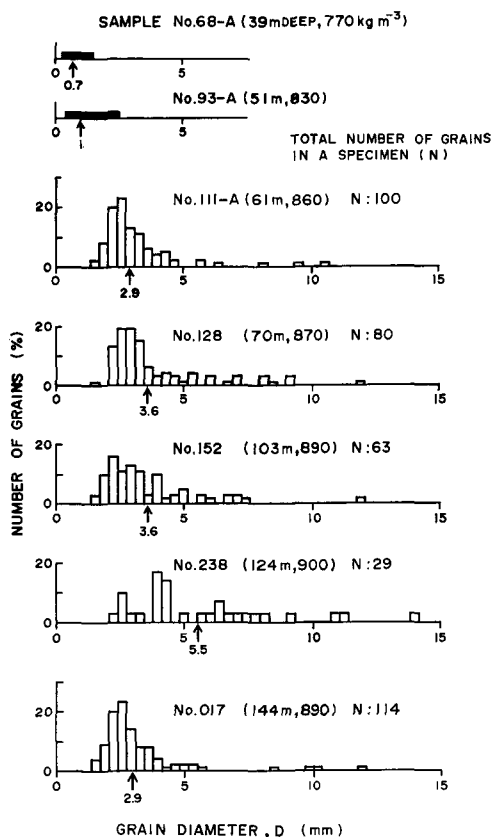 SAMPLE No.68-A (39mDEEP, 770 kg m⁻³)
0 5
0.7
No.93-A (51m, 830)
0 5
1.
TOTAL NUMBER OF GRAINS
IN A SPECIMEN (N)
No.111-A (61m, 860) N:100
20
0
0 5 10 15
2.9
No.128 (70m, 870) N:80
20
0
0 5 10 15
3.6
No.152 (103m, 890) N:63
20
0
0 5 10 15
3.6
No.238 (124m, 900) N:29
20
0
0 5 10 15
5.5
No.017 (144m, 890) N:114
20
0
0 5 10 15
2.9
NUMBER OF GRAINS (%)
GRAIN DIAMETER. D (mm)